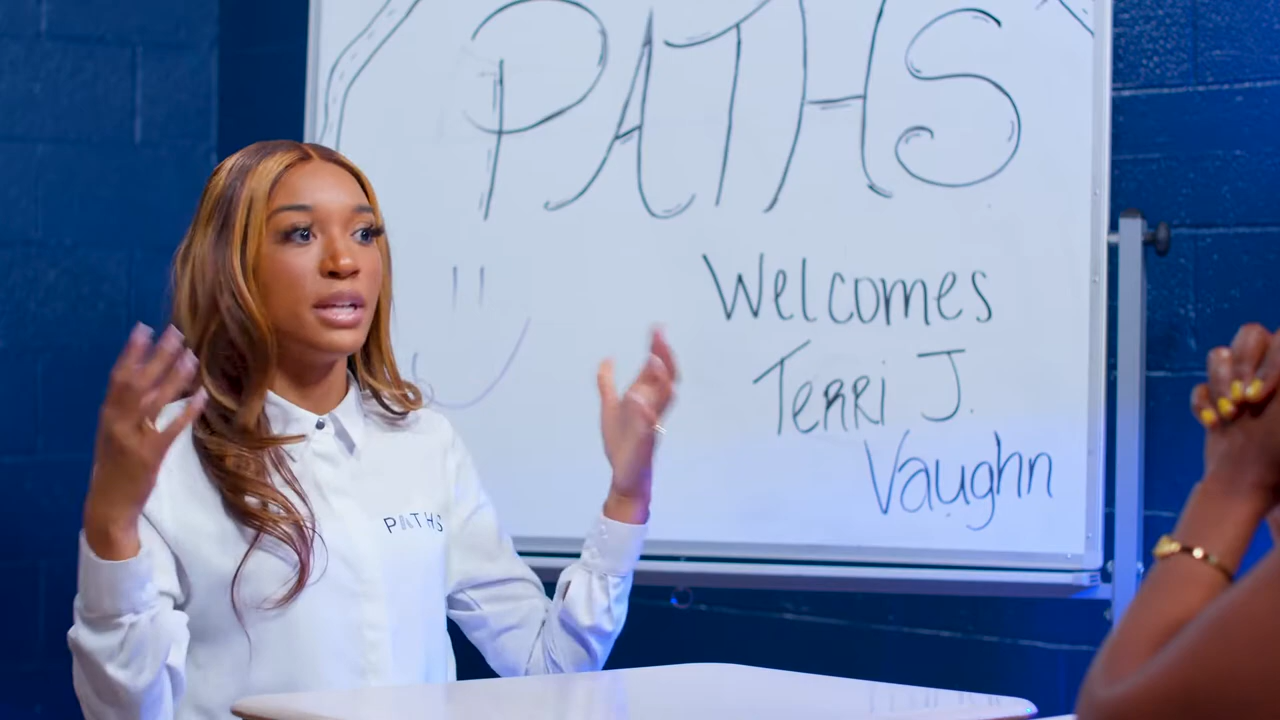 PATHS
Welcomes
Terri J.
Vaughn
PATHS